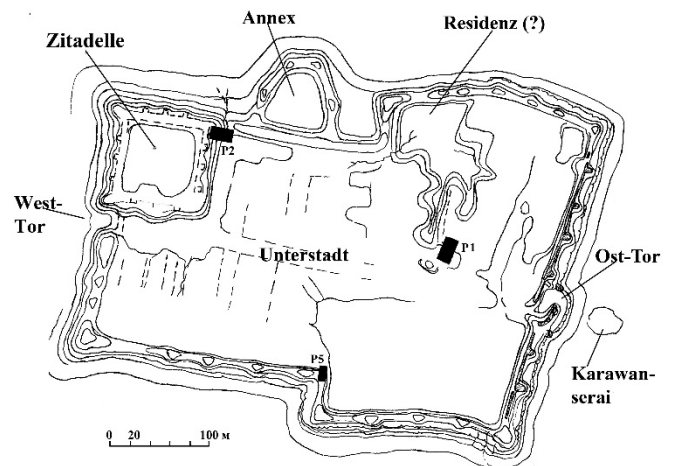 Annex
Zitadelle
Residenz (?)
P2
West-
Tor
Unterstadt
P1
Ost-Tor
P5
Karawan-
serai
0 20 100 м